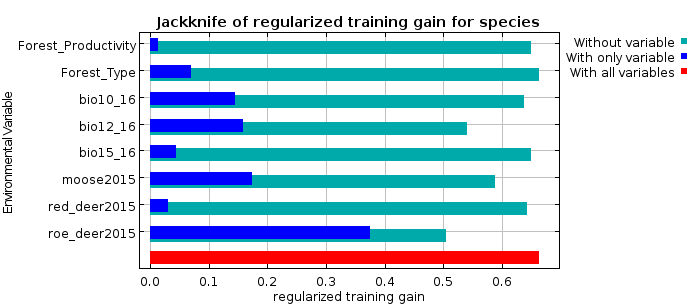 Jackknife of regularized training gain for species
Environmental Variable
Forest_Productivity
Forest_Type
bio10_16
bio12_16
bio15_16
moose2015
red_deer2015
roe_deer2015
Without variable
With only variable
With all variables
0.0 0.1 0.2 0.3 0.4 0.5 0.6
regularized training gain